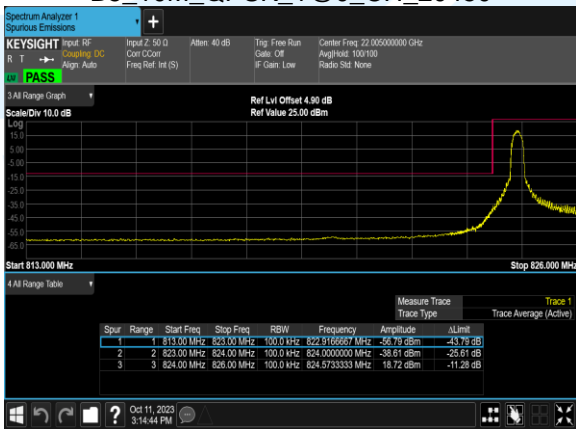 Spectrum Analyzer 1
Spurious Emissions
KEYSIGHT Input: RF Input Z: 50 Ω Atten: 40 dB Trig: Free Run Center Freq: 22.005000000 GHz
R T Coupling: DC Corr CCorr Gate: Off Avg|Hold: 100/100
Align: Auto Freq Ref: Int (S) IF Gain: Low Radio Std: None
LW PASS
3 All Range Graph
Ref Lvl Offset 4.90 dB
Scale/Div 10.0 dB Ref Value 25.00 dBm
Log
15.0
5.00
-5.00
-15.0
-25.0
-35.0
-45.0
-55.0
-65.0
Start 813.000 MHz Stop 826.000 MHz
4 All Range Table
Measure Trace Trace 1
Trace Type Trace Average (Active)
Spur Range Start Freq Stop Freq RBW Frequency Amplitude ΔLimit
1 1 813.00 MHz 823.00 MHz 100.0 kHz 822.9166667 MHz -56.79 dBm -43.79 dB
2 2 823.00 MHz 824.00 MHz 100.0 kHz 824.0000000 MHz -38.61 dBm -25.61 dB
3 3 824.00 MHz 826.00 MHz 100.0 kHz 824.5733333 MHz 18.72 dBm -11.28 dB
? Oct 11, 2023
3:14:44 PM